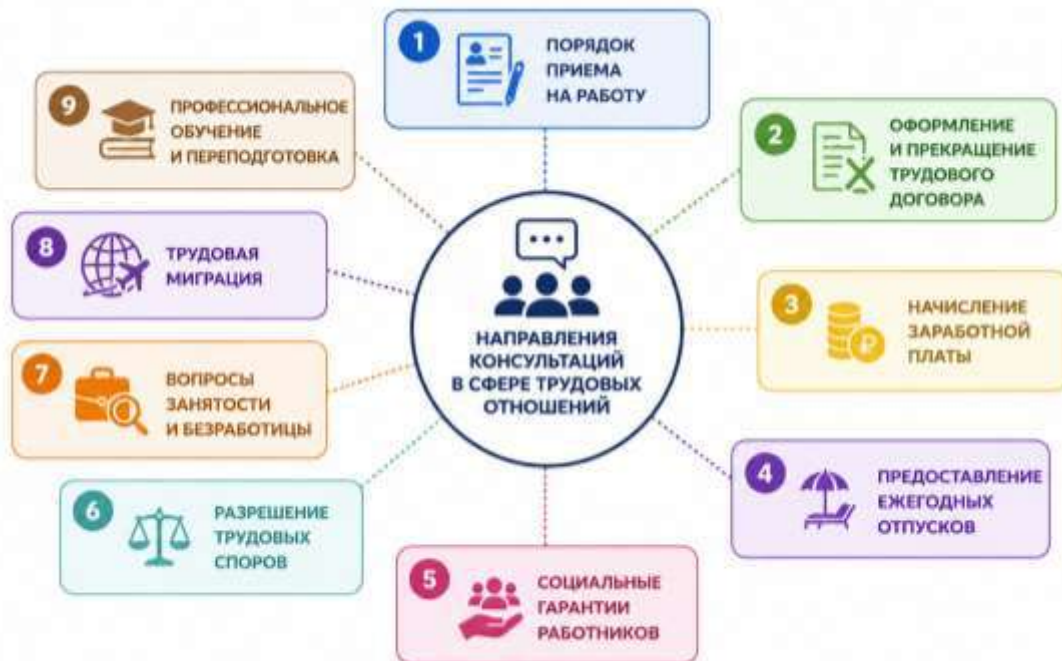 1
ПОРЯДОК
ПРИЕМА
НА РАБОТУ
2
ОФОРМЛЕНИЕ
И ПРЕКРАЩЕНИЕ
ТРУДОВОГО
ДОГОВОРА
3
НАЧИСЛЕНИЕ
ЗАРАБОТНОЙ
ПЛАТЫ
₽
4
ПРЕДОСТАВЛЕНИЕ
ЕЖЕГОДНЫХ
ОТПУСКОВ
5
СОЦИАЛЬНЫЕ
ГАРАНТИИ
РАБОТНИКОВ
6
РАЗРЕШЕНИЕ
ТРУДОВЫХ
СПОРОВ
7
ВОПРОСЫ
ЗАНЯТОСТИ
И БЕЗРАБОТИЦЫ
8
ТРУДОВАЯ
МИГРАЦИЯ
9
ПРОФЕССИОНАЛЬНОЕ
ОБУЧЕНИЕ
И ПЕРЕПОДГОТОВКА
НАПРАВЛЕНИЯ
КОНСУЛЬТАЦИЙ
В СФЕРЕ ТРУДОВЫХ
ОТНОШЕНИЙ